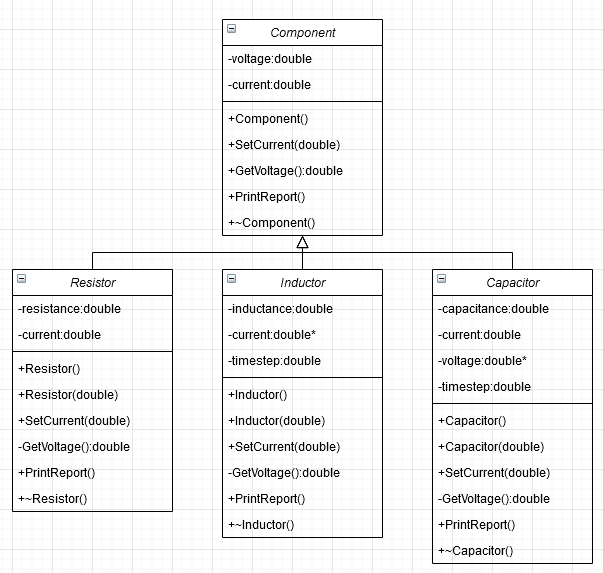 Component
-voltage:double
-current:double
+Component()
+SetCurrent(double)
+GetVoltage():double
+PrintReport()
+~Component()
Resistor
-resistance:double
-current:double
+Resistor()
+Resistor(double)
+SetCurrent(double)
-GetVoltage():double
+PrintReport()
+~Resistor()
Inductor
-inductance:double
-current:double*
-timestep:double
+Inductor()
+Inductor(double)
+SetCurrent(double)
-GetVoltage():double
+PrintReport()
+~Inductor()
Capacitor
-capacitance:double
-current:double
-voltage:double*
-timestep:double
+Capacitor()
+Capacitor(double)
+SetCurrent(double)
-GetVoltage():double
+PrintReport()
+~Capacitor()